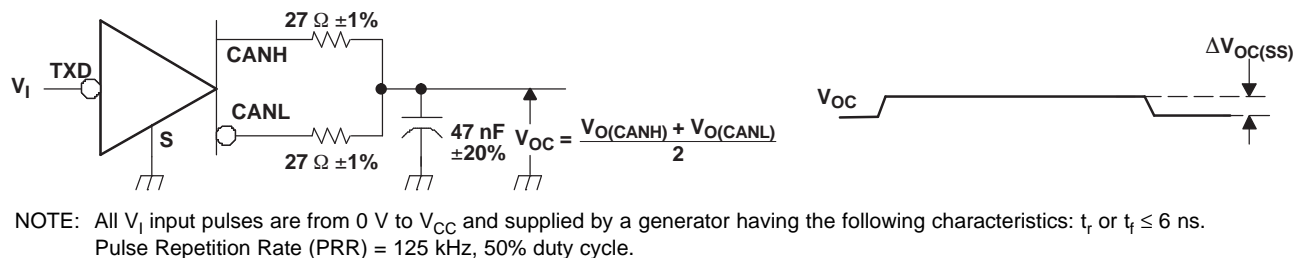 27 Ω ±1%
CANH
TXD
V_I
CANL
S
27 Ω ±1%
47 nF
±20%
V_OC = (V_O(CANH) + V_O(CANL)) / 2
ΔV_OC(SS)
V_OC
NOTE: All V_I input pulses are from 0 V to V_CC and supplied by a generator having the following characteristics: t_r or t_f ≤ 6 ns.
Pulse Repetition Rate (PRR) = 125 kHz, 50% duty cycle.